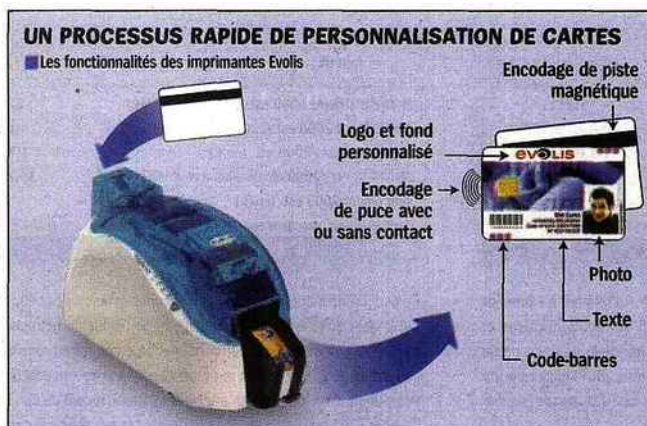 UN PROCESSUS RAPIDE DE PERSONNALISATION DE CARTES
Les fonctionnalités des imprimantes Evolis
Encodage de piste
magnétique
Logo et fond
personnalisé
evolis
Encodage
de puce avec
ou sans contact
Photo
Texte
Code-barres